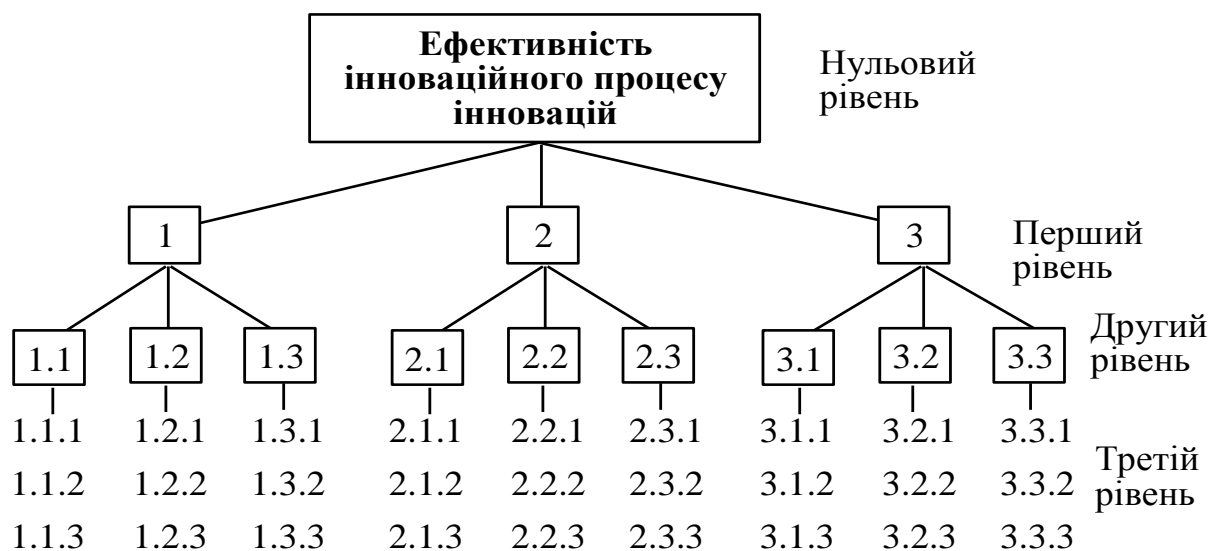 Ефективність
інноваційного процесу
інновацій
Нульовий
рівень
1 2 3
Перший
рівень
1.1 1.2 1.3 2.1 2.2 2.3 3.1 3.2 3.3
Другий
рівень
1.1.1 1.2.1 1.3.1 2.1.1 2.2.1 2.3.1 3.1.1 3.2.1 3.3.1
1.1.2 1.2.2 1.3.2 2.1.2 2.2.2 2.3.2 3.1.2 3.2.2 3.3.2
1.1.3 1.2.3 1.3.3 2.1.3 2.2.3 2.3.3 3.1.3 3.2.3 3.3.3
Третій
рівень